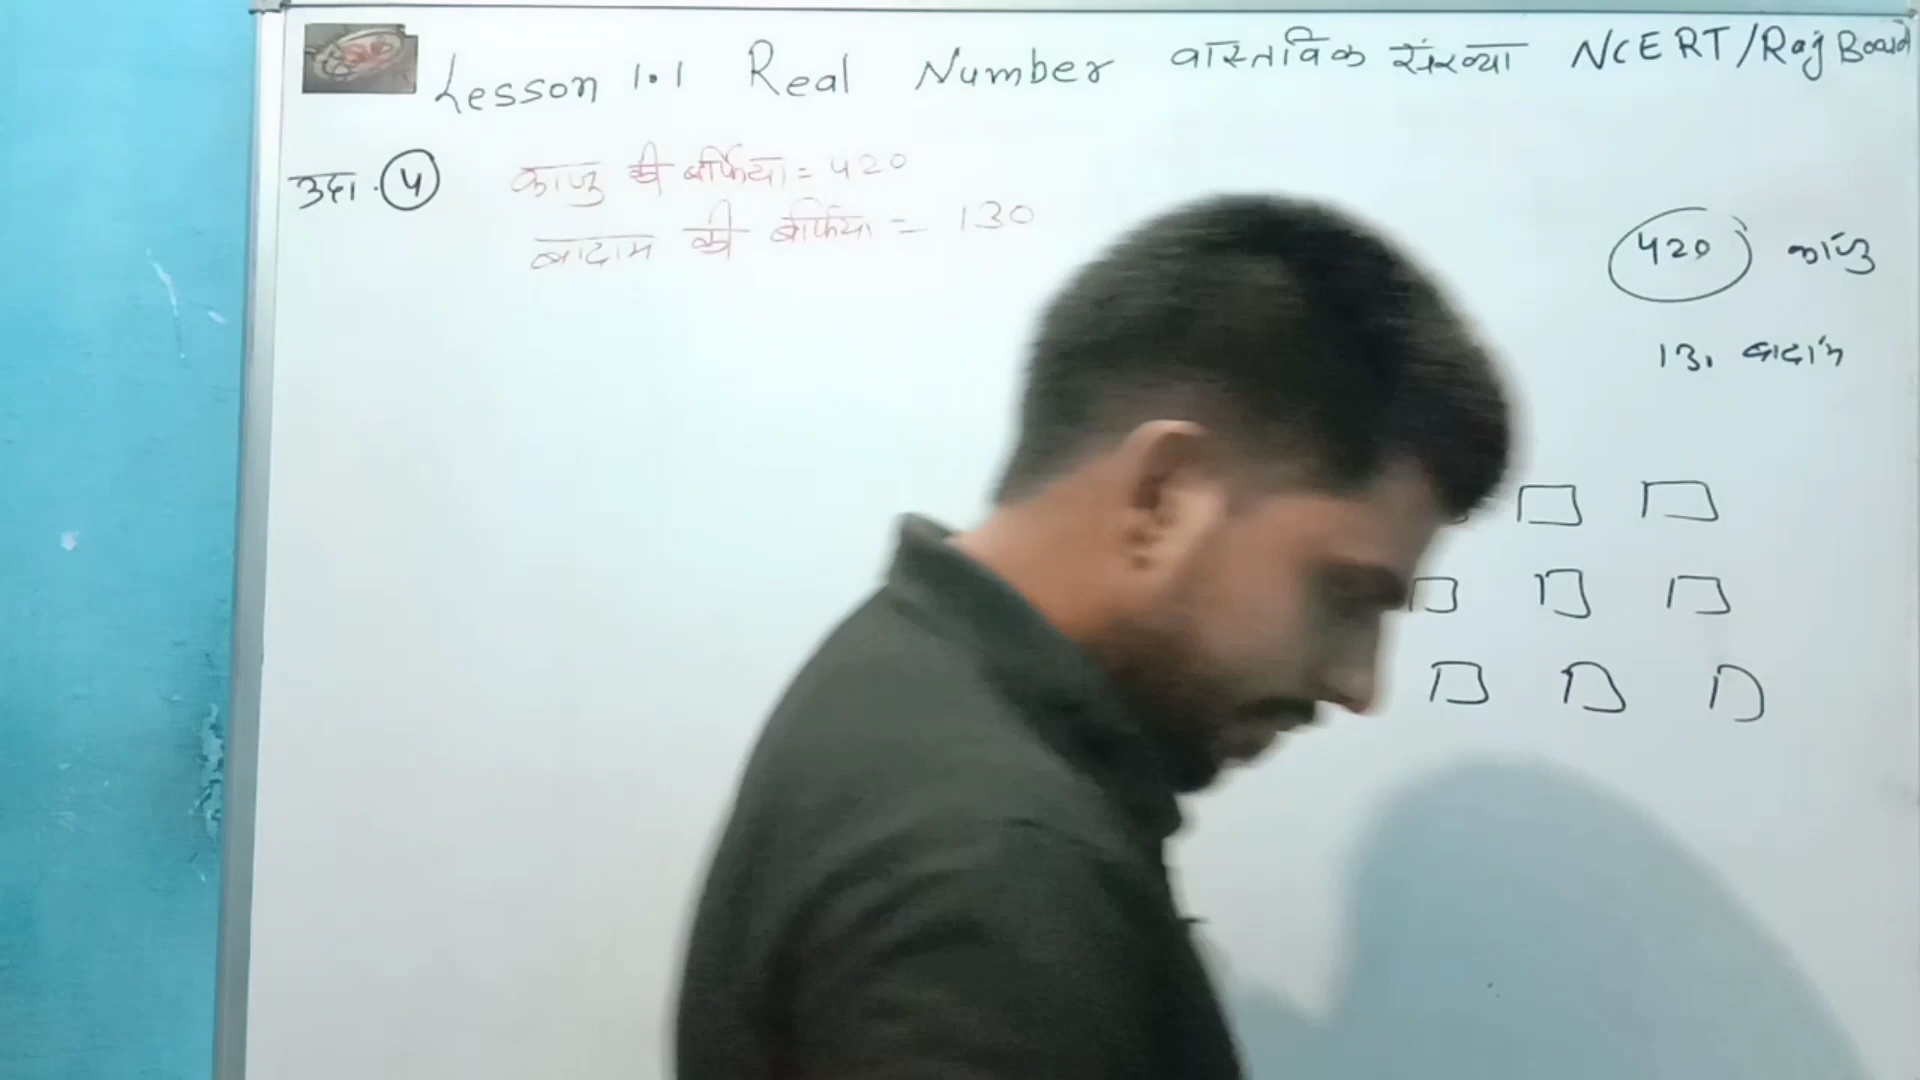 Lesson 1.1 Real Number वास्तविक संख्या NCERT/Raj Board
उदा. 4
काजु की बर्फिया = 420
बादाम की बर्फिया = 130
420 काजु
130 बादाम